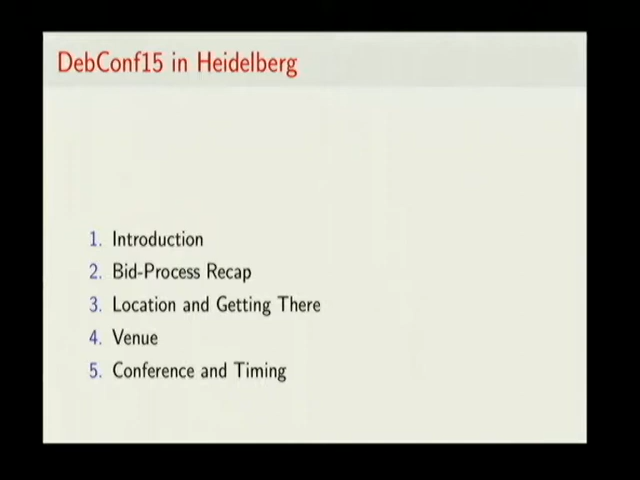 DebConf15 in Heidelberg
1. Introduction
2. Bid-Process Recap
3. Location and Getting There
4. Venue
5. Conference and Timing